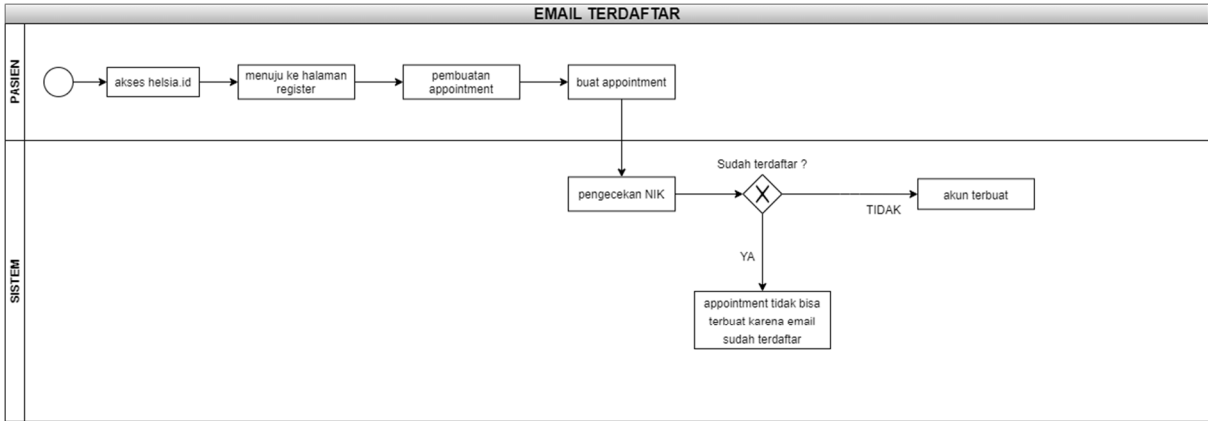 EMAIL TERDAFTAR
PASIEN
akses helsia.id
menuju ke halaman
register
pembuatan
appointment
buat appointment
SISTEM
pengecekan NIK
Sudah terdaftar ?
TIDAK
akun terbuat
YA
appointment tidak bisa
terbuat karena email
sudah terdaftar